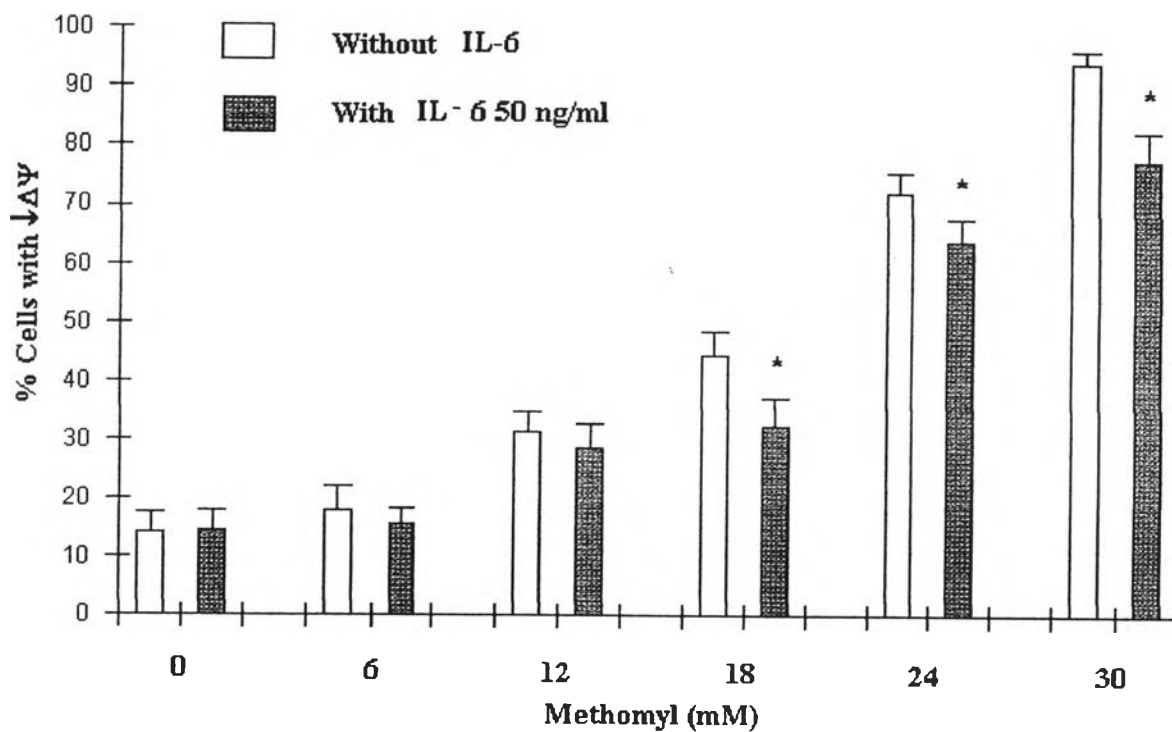 100
90
80
70
60
50
40
30
20
10
0
% Cells with ↓ΔΨ
Without IL-6
With IL-6 50 ng/ml
*
*
*
0 6 12 18 24 30
Methomyl (mM)